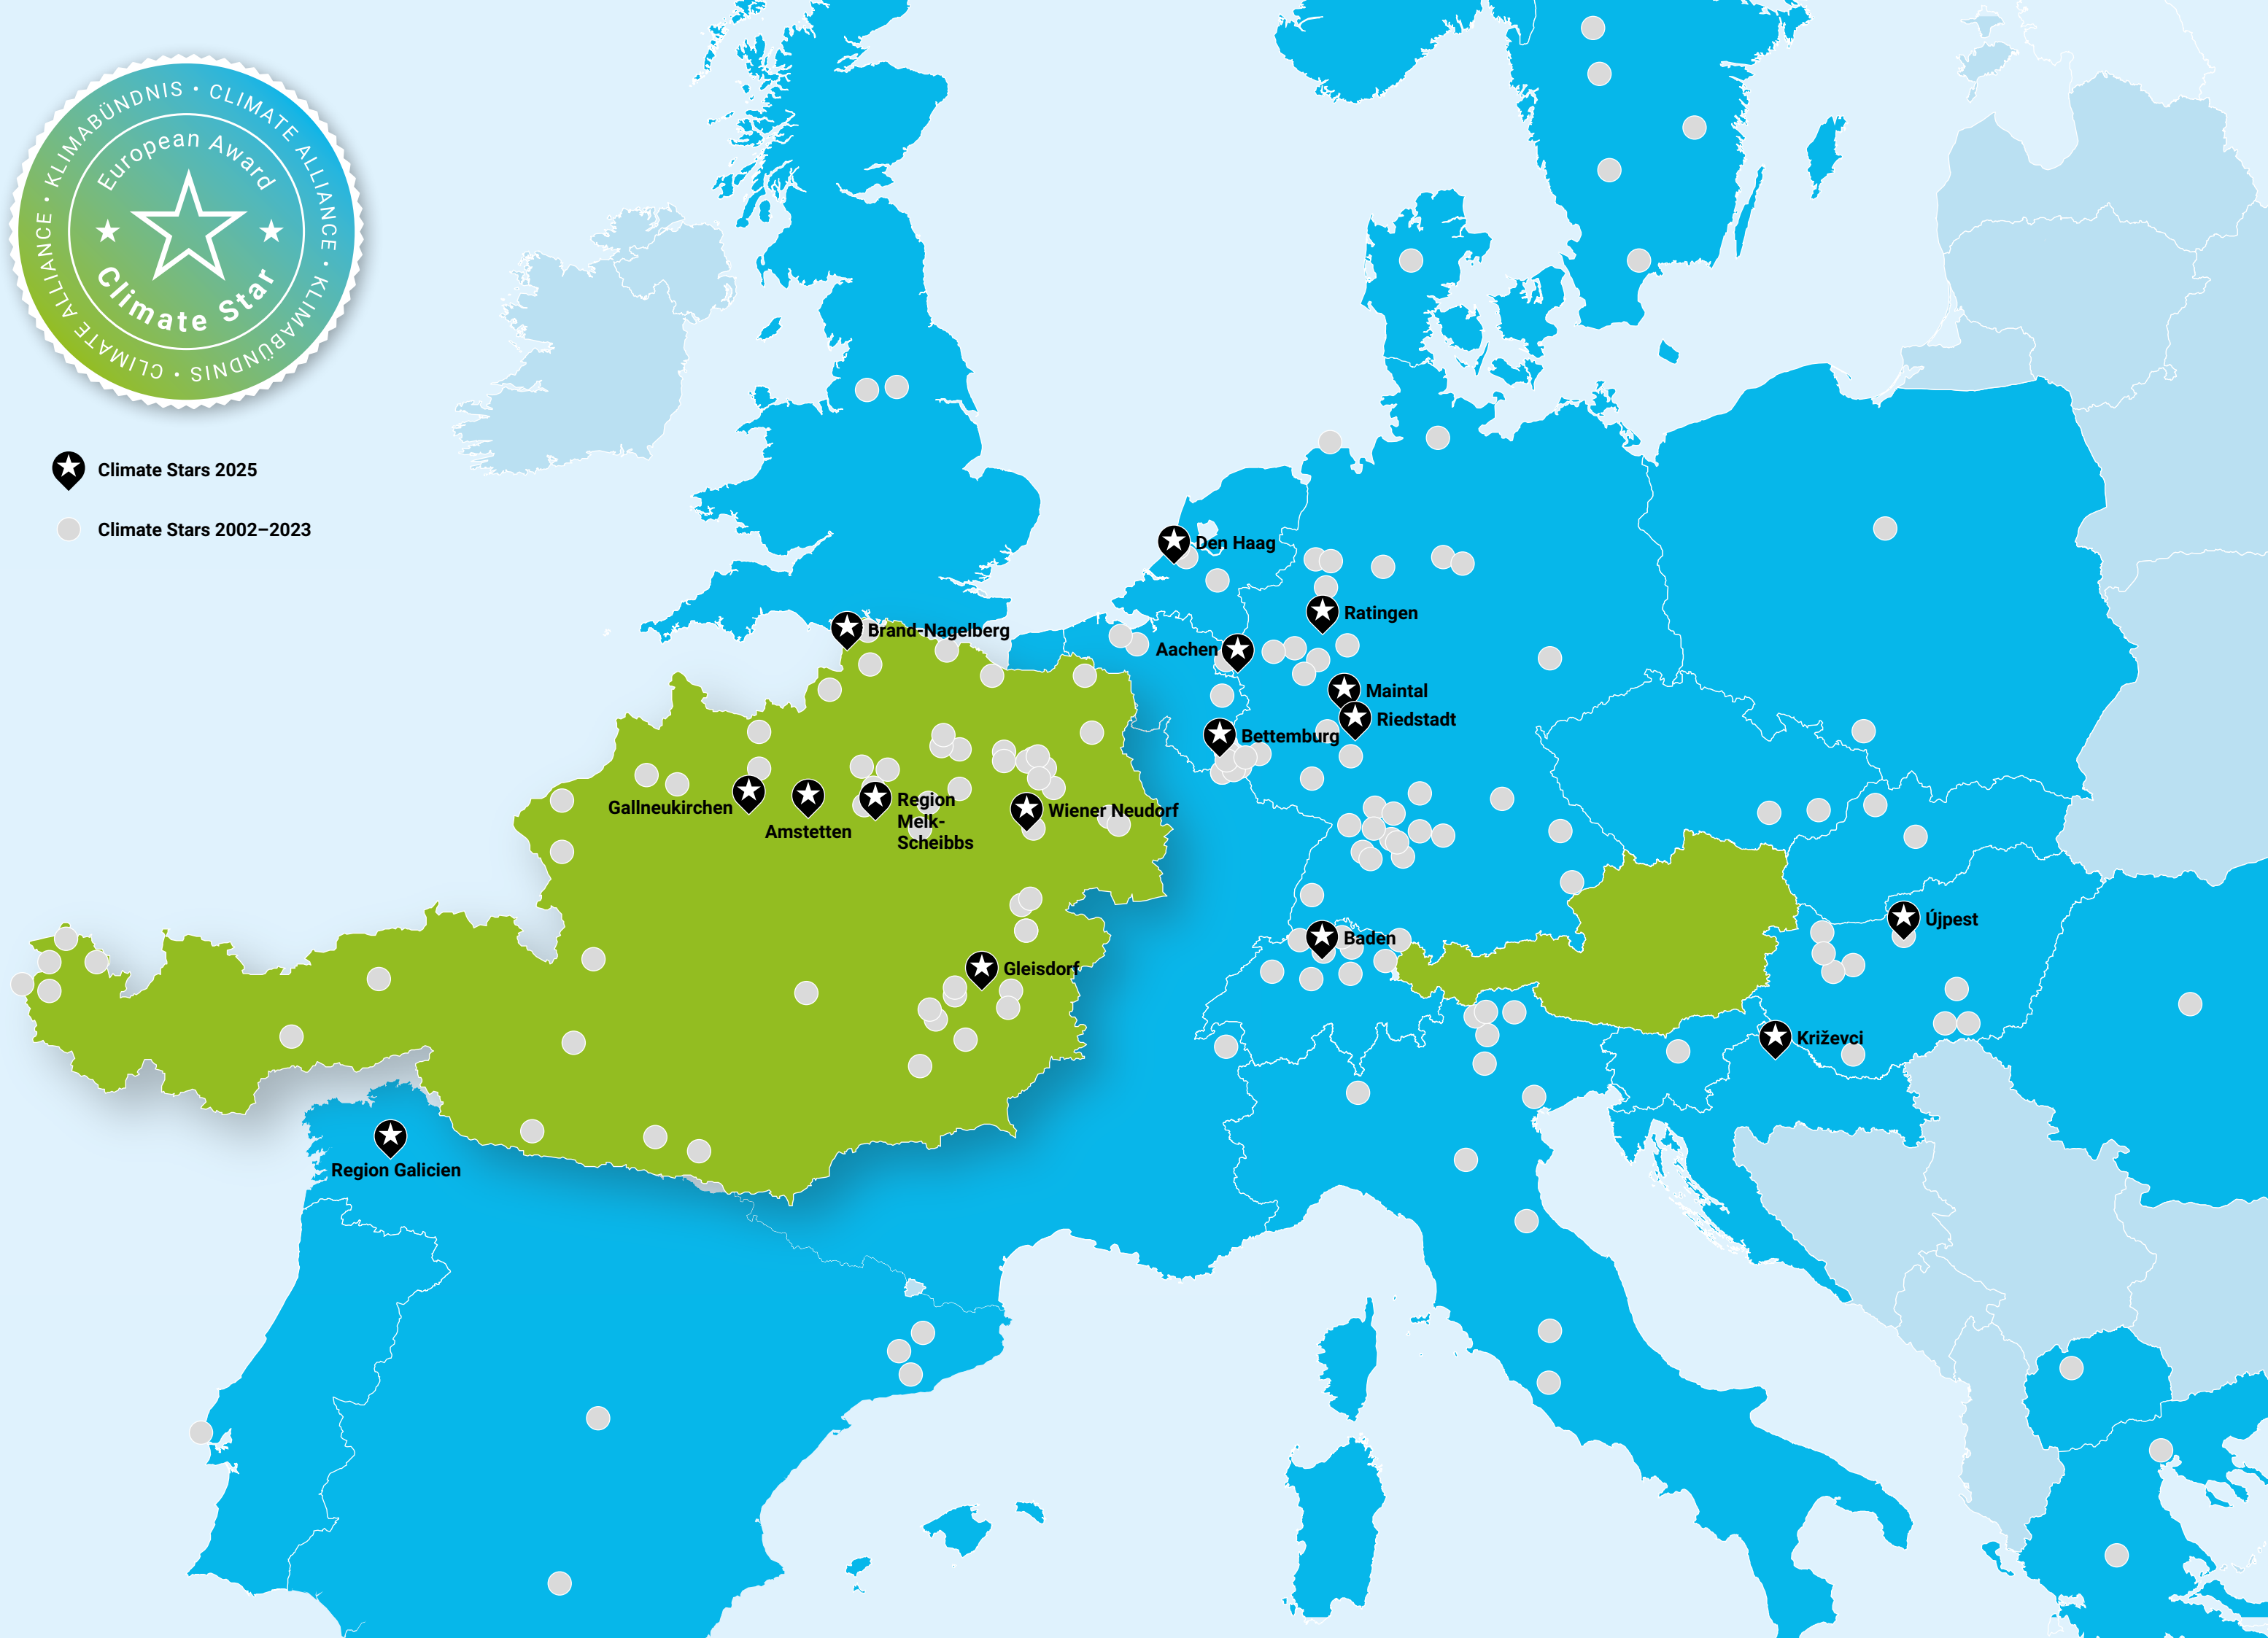 KLIMABÜNDNIS • CLIMATE ALLIANCE • KLIMABÜNDNIS • CLIMATE ALLIANCE •
European Award
Climate Star
Climate Stars 2025
Climate Stars 2002–2023
Den Haag
Ratingen
Brand-Nagelberg
Aachen
Maintal
Riedstadt
Bettemburg
Gallneukirchen
Amstetten
Region
Melk-
Scheibbs
Wiener Neudorf
Újpest
Baden
Gleisdorf
Križevci
Region Galicien